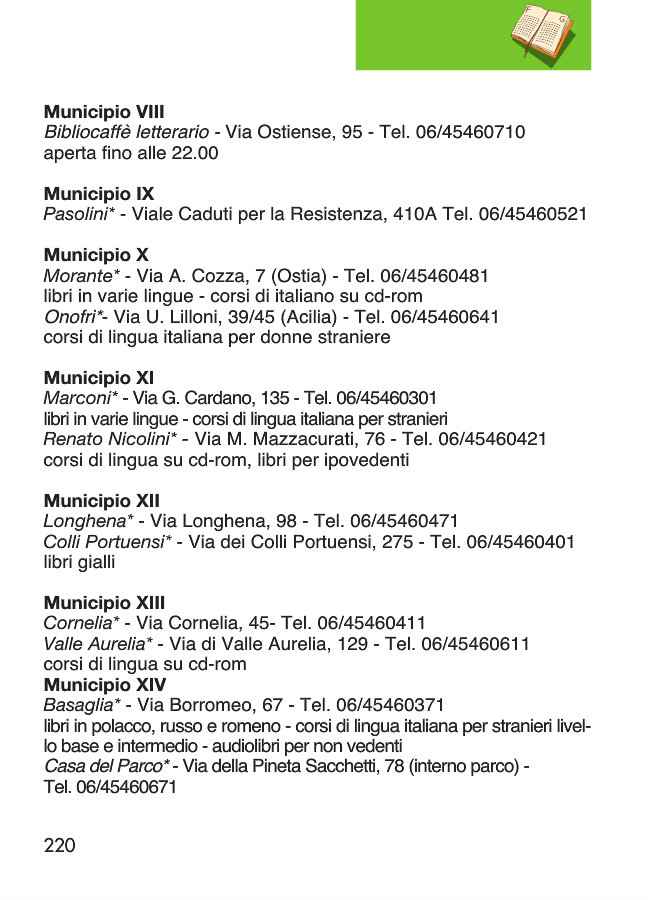 Municipio VIII
Bibliocaffè letterario - Via Ostiense, 95 - Tel. 06/45460710
aperta fino alle 22.00
Municipio IX
Pasolini* - Viale Caduti per la Resistenza, 410A Tel. 06/45460521
Municipio X
Morante* - Via A. Cozza, 7 (Ostia) - Tel. 06/45460481
libri in varie lingue - corsi di italiano su cd-rom
Onofri*- Via U. Lilloni, 39/45 (Acilia) - Tel. 06/45460641
corsi di lingua italiana per donne straniere
Municipio XI
Marconi* - Via G. Cardano, 135 - Tel. 06/45460301
libri in varie lingue - corsi di lingua italiana per stranieri
Renato Nicolini* - Via M. Mazzacurati, 76 - Tel. 06/45460421
corsi di lingua su cd-rom, libri per ipovedenti
Municipio XII
Longhena* - Via Longhena, 98 - Tel. 06/45460471
Colli Portuensi* - Via dei Colli Portuensi, 275 - Tel. 06/45460401
libri gialli
Municipio XIII
Cornelia* - Via Cornelia, 45- Tel. 06/45460411
Valle Aurelia* - Via di Valle Aurelia, 129 - Tel. 06/45460611
corsi di lingua su cd-rom
Municipio XIV
Basaglia* - Via Borromeo, 67 - Tel. 06/45460371
libri in polacco, russo e romeno - corsi di lingua italiana per stranieri livel-
lo base e intermedio - audiolibri per non vedenti
Casa del Parco* - Via della Pineta Sacchetti, 78 (interno parco) -
Tel. 06/45460671
220